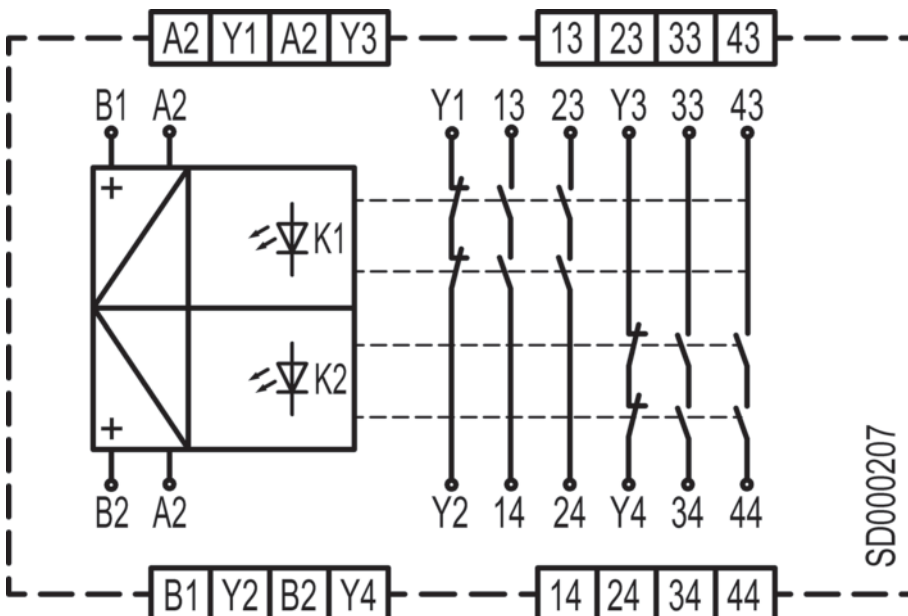 A2 Y1 A2 Y3 13 23 33 43
B1 A2 Y1 13 23 Y3 33 43
+
K1
K2
+
B2 A2 Y2 14 24 Y4 34 44
SD000207
B1 Y2 B2 Y4 14 24 34 44